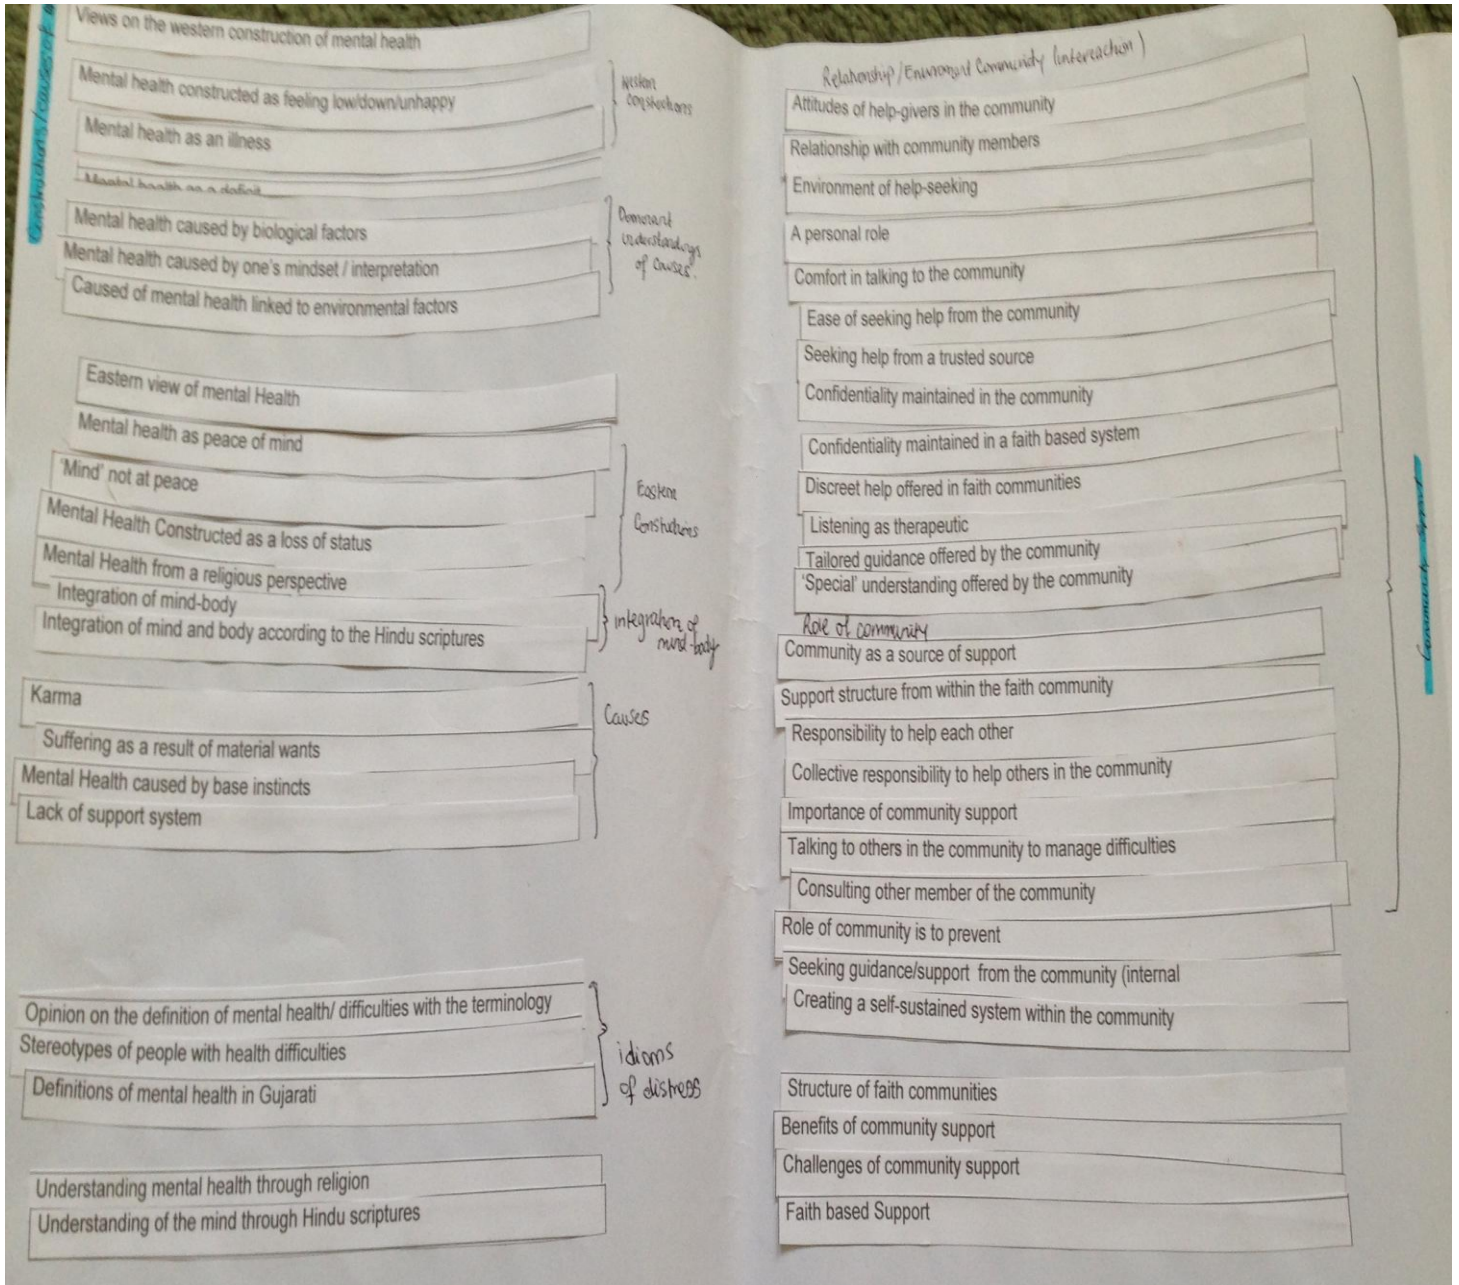 Constructions/causes of
Views on the western construction of mental health
Mental health constructed as feeling low/down/unhappy
Mental health as an illness
Western
constructions
Mental health as a deficit
Mental health caused by biological factors
Mental health caused by one's mindset / interpretation
Caused of mental health linked to environmental factors
Dominant
understandings
of causes.
Eastern view of mental Health
Mental health as peace of mind
'Mind' not at peace
Mental Health Constructed as a loss of status
Mental Health from a religious perspective
Eastern
Constructions
Integration of mind-body
Integration of mind and body according to the Hindu scriptures
integration of
mind-body
Karma
Suffering as a result of material wants
Mental Health caused by base instincts
Lack of support system
Causes
Opinion on the definition of mental health/ difficulties with the terminology
Stereotypes of people with health difficulties
Definitions of mental health in Gujarati
idioms
of distress
Understanding mental health through religion
Understanding of the mind through Hindu scriptures
Relationship/Environment Community (intereaction)
Attitudes of help-givers in the community
Relationship with community members
Environment of help-seeking
A personal role
Comfort in talking to the community
Ease of seeking help from the community
Seeking help from a trusted source
Confidentiality maintained in the community
Confidentiality maintained in a faith based system
Discreet help offered in faith communities
Listening as therapeutic
Tailored guidance offered by the community
'Special' understanding offered by the community
Role of community
Community as a source of support
Support structure from within the faith community
Responsibility to help each other
Collective responsibility to help others in the community
Importance of community support
Talking to others in the community to manage difficulties
Consulting other member of the community
Role of community is to prevent
Seeking guidance/support from the community (internal
Creating a self-sustained system within the community
Structure of faith communities
Benefits of community support
Challenges of community support
Faith based Support
Community Support